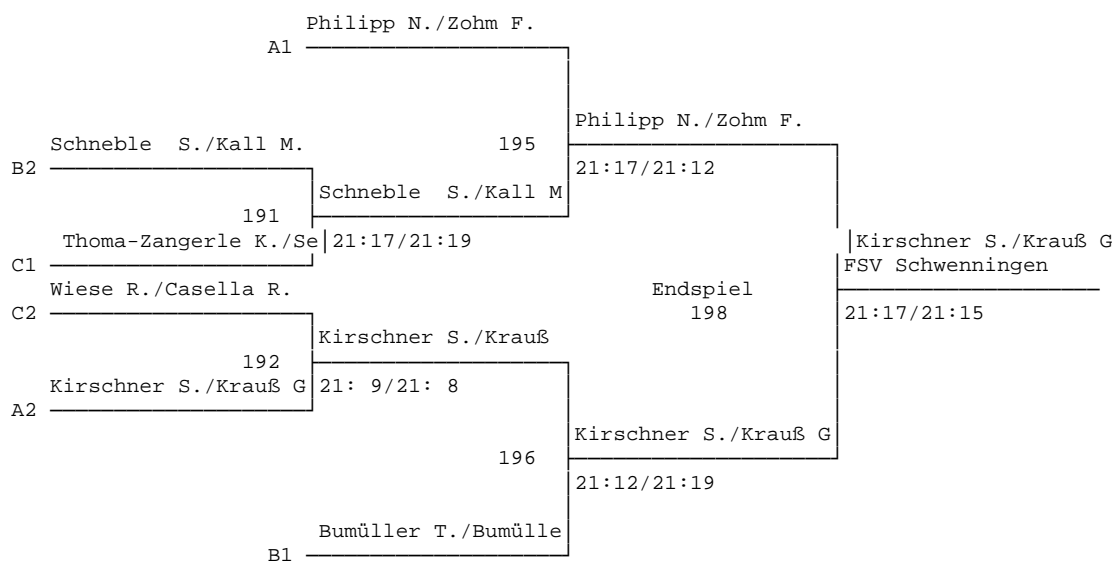 Philipp N./Zohm F.
A1
Philipp N./Zohm F.
Schneble  S./Kall M.
195
B2
21:17/21:12
Schneble  S./Kall M
191
Thoma-Zangerle K./Se
21:17/21:19
Kirschner S./Krauß G
C1
FSV Schwenningen
Wiese R./Casella R.
Endspiel
C2
198
21:17/21:15
Kirschner S./Krauß
192
Kirschner S./Krauß G
21: 9/21: 8
A2
Kirschner S./Krauß G
196
21:12/21:19
Bumüller T./Bumülle
B1